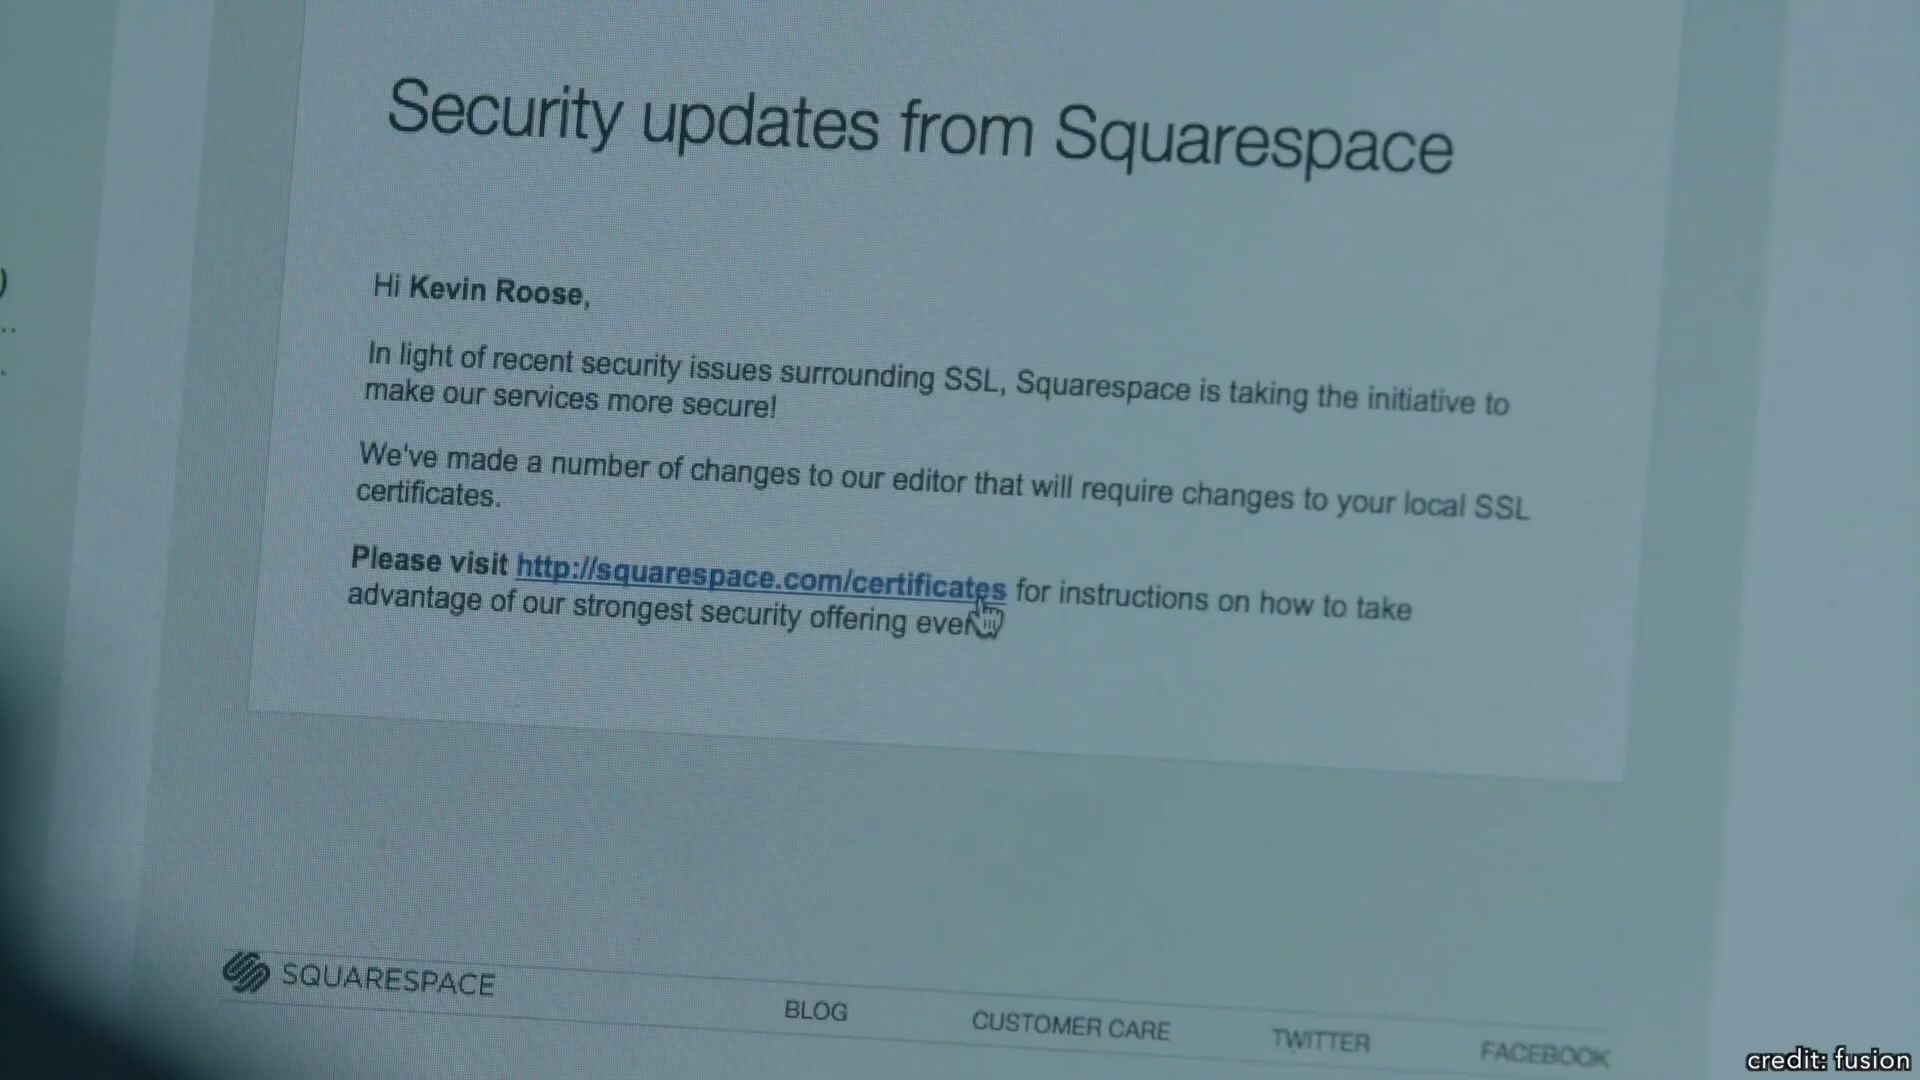 Security updates from Squarespace
Hi Kevin Roose,
In light of recent security issues surrounding SSL, Squarespace is taking the initiative to
make our services more secure!
We've made a number of changes to our editor that will require changes to your local SSL
certificates.
Please visit http://squarespace.com/certificates for instructions on how to take
advantage of our strongest security offering ever
SQUARESPACE
BLOG
CUSTOMER CARE
TWITTER
FACEBOOK
credit: fusion